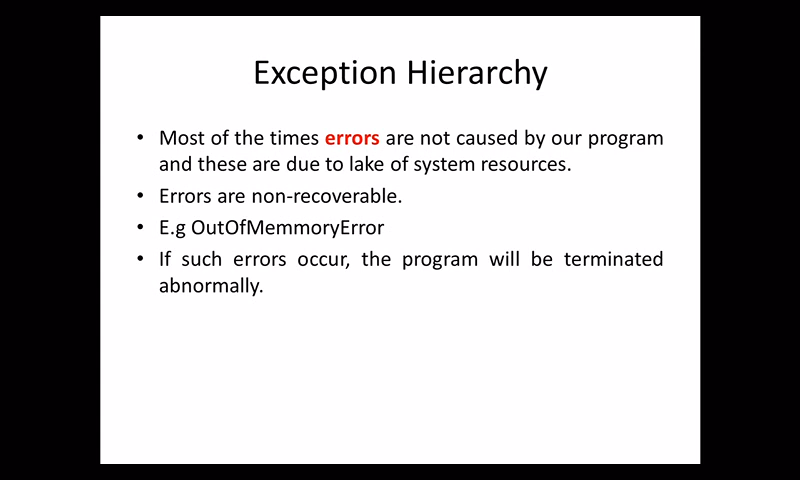 Exception Hierarchy
• Most of the times errors are not caused by our program
and these are due to lake of system resources.
• Errors are non-recoverable.
• E.g OutOfMemmoryError
• If such errors occur, the program will be terminated
abnormally.